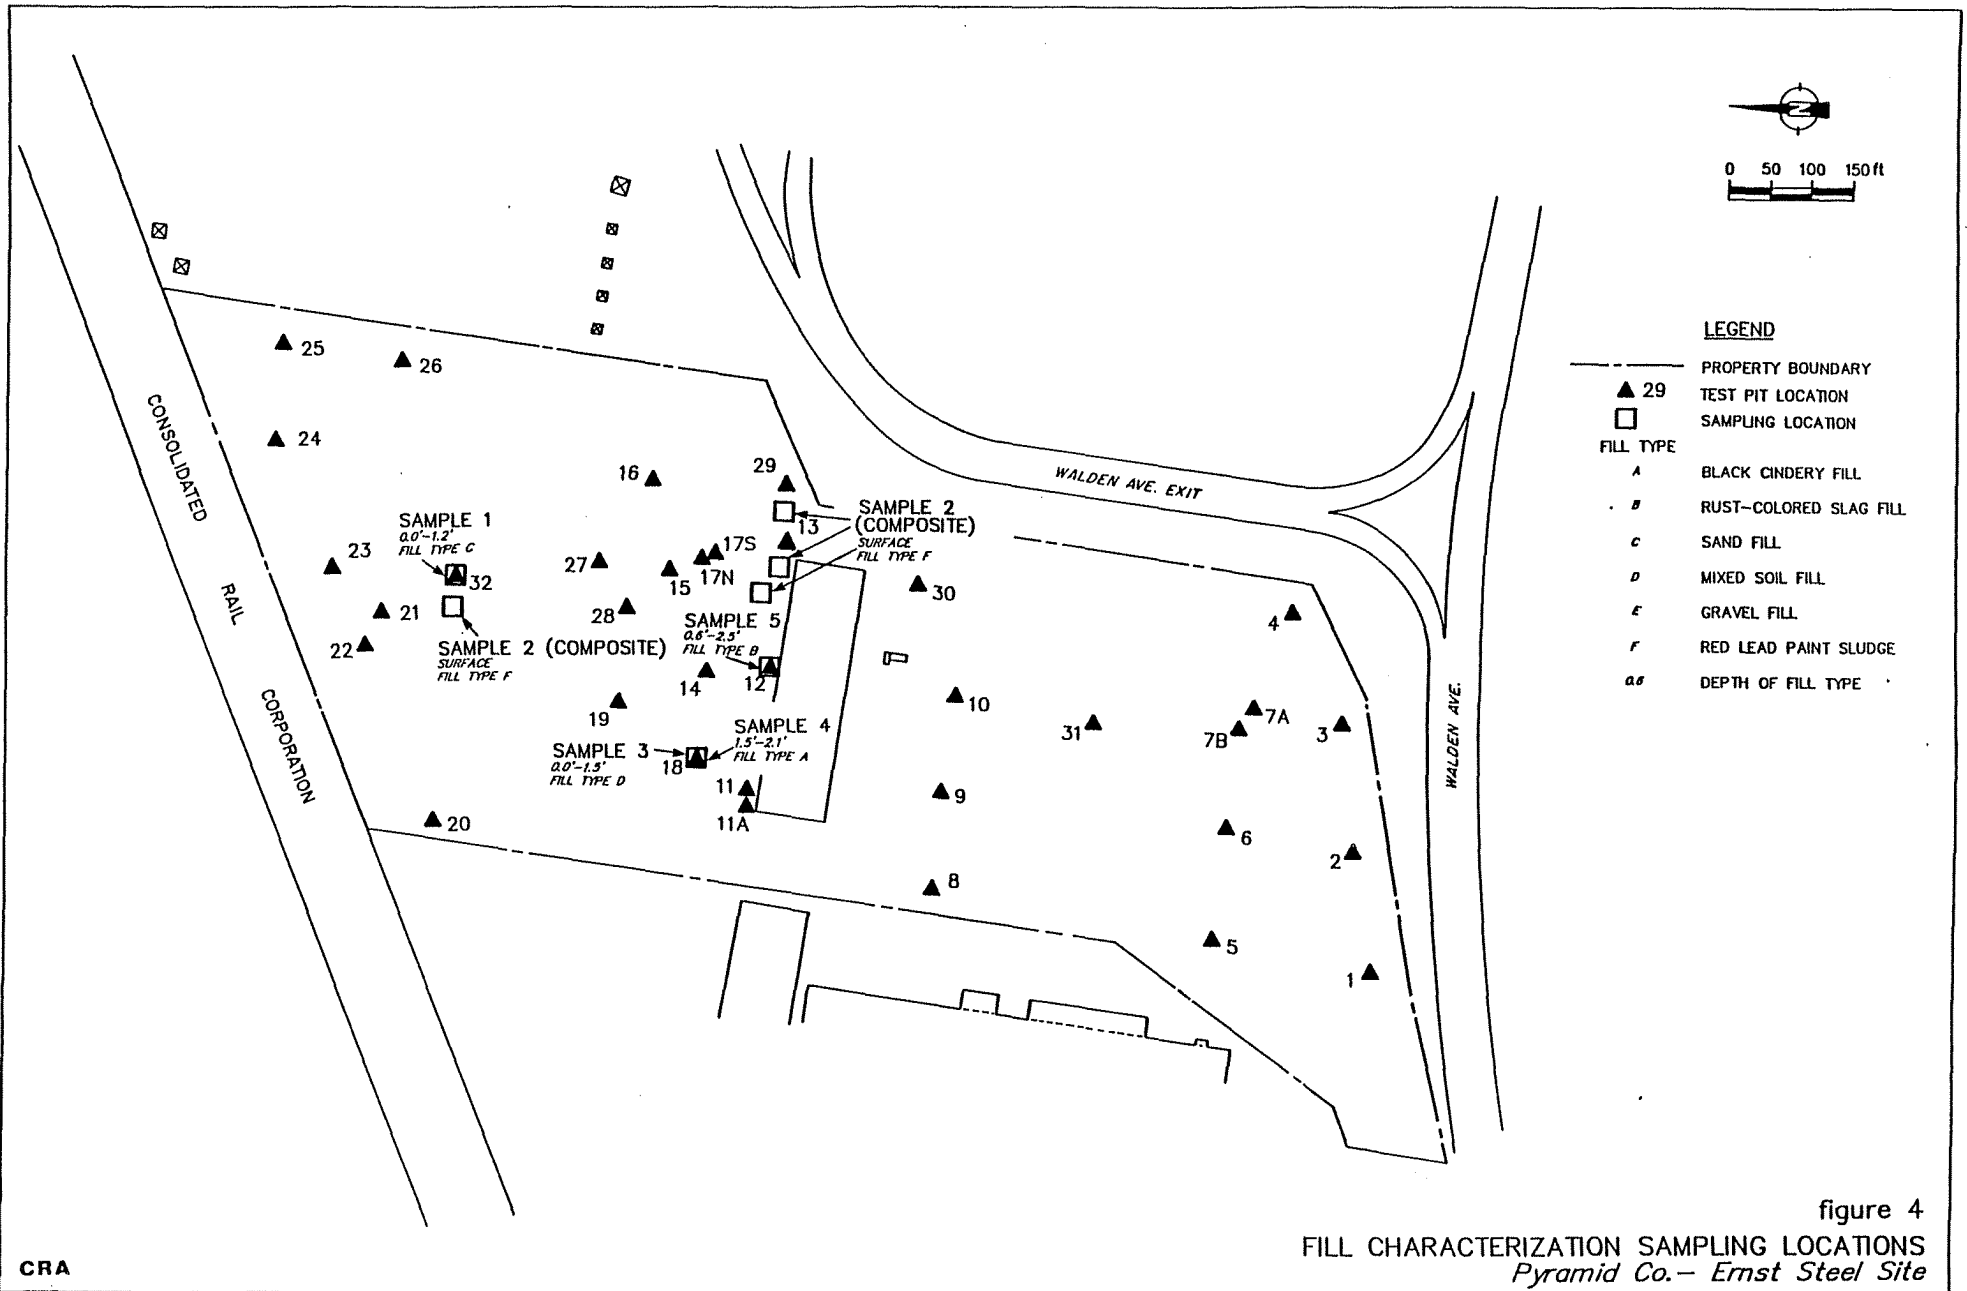 N
0 50 100 150 ft
LEGEND
PROPERTY BOUNDARY
29 TEST PIT LOCATION
SAMPLING LOCATION
FILL TYPE
A BLACK CINDERY FILL
B RUST-COLORED SLAG FILL
C SAND FILL
D MIXED SOIL FILL
E GRAVEL FILL
F RED LEAD PAINT SLUDGE
0.6 DEPTH OF FILL TYPE
25
26
24
16
29
WALDEN AVE. EXIT
CONSOLIDATED
RAIL
CORPORATION
SAMPLE 1
0.0'-1.2'
FILL TYPE C
32
SAMPLE 2
(COMPOSITE)
SURFACE
FILL TYPE F
13
17S
17N
15
27
28
23
21
22
SAMPLE 2 (COMPOSITE)
SURFACE
FILL TYPE F
SAMPLE 5
0.6'-2.5'
FILL TYPE B
12
14
19
30
4
10
31
7A
7B
3
WALDEN AVE.
SAMPLE 4
1.5'-2.1'
FILL TYPE A
SAMPLE 3
0.0'-1.5'
FILL TYPE D
18
11
11A
9
20
6
2
8
5
1
figure 4
FILL CHARACTERIZATION SAMPLING LOCATIONS
Pyramid Co.- Ernst Steel Site
CRA